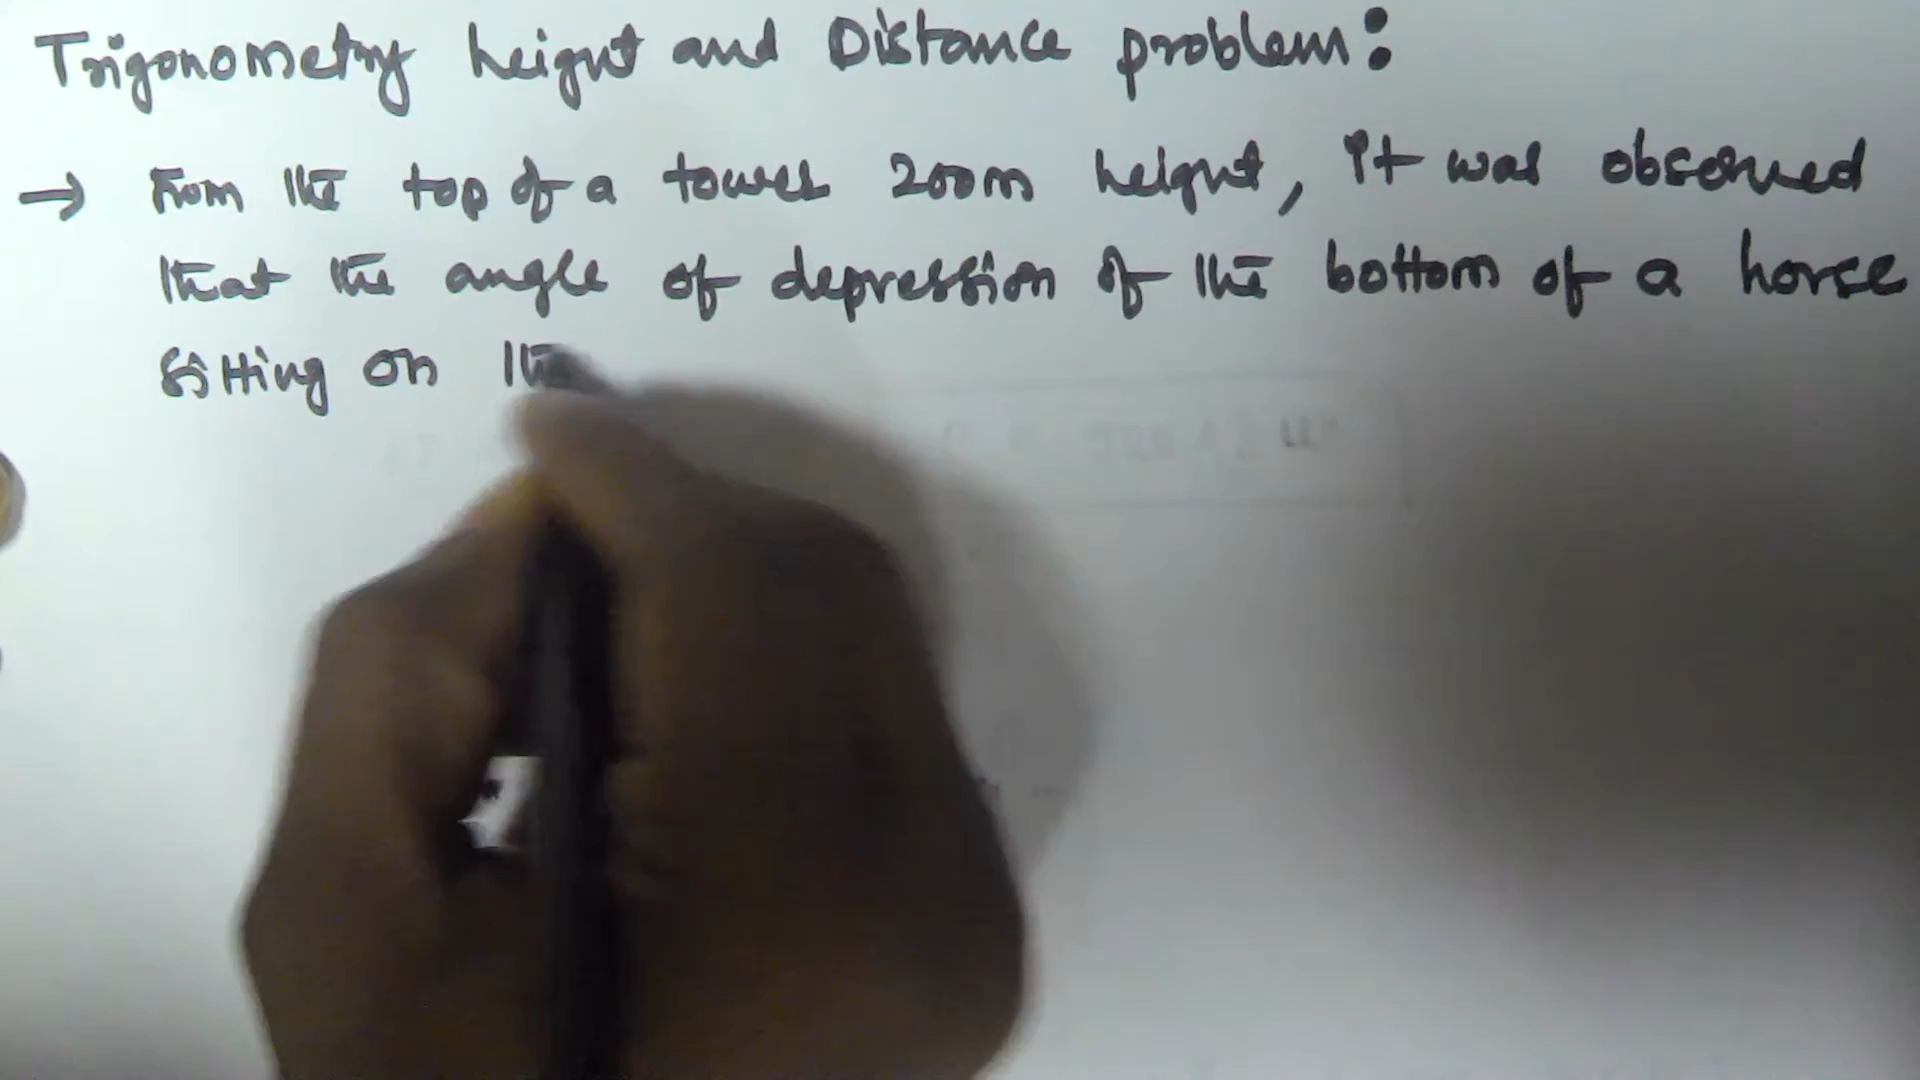 Trigonometry height and Distance problem:
→ From the top of a tower 200m height, it was observed
that the angle of depression of the bottom of a horse
sitting on the